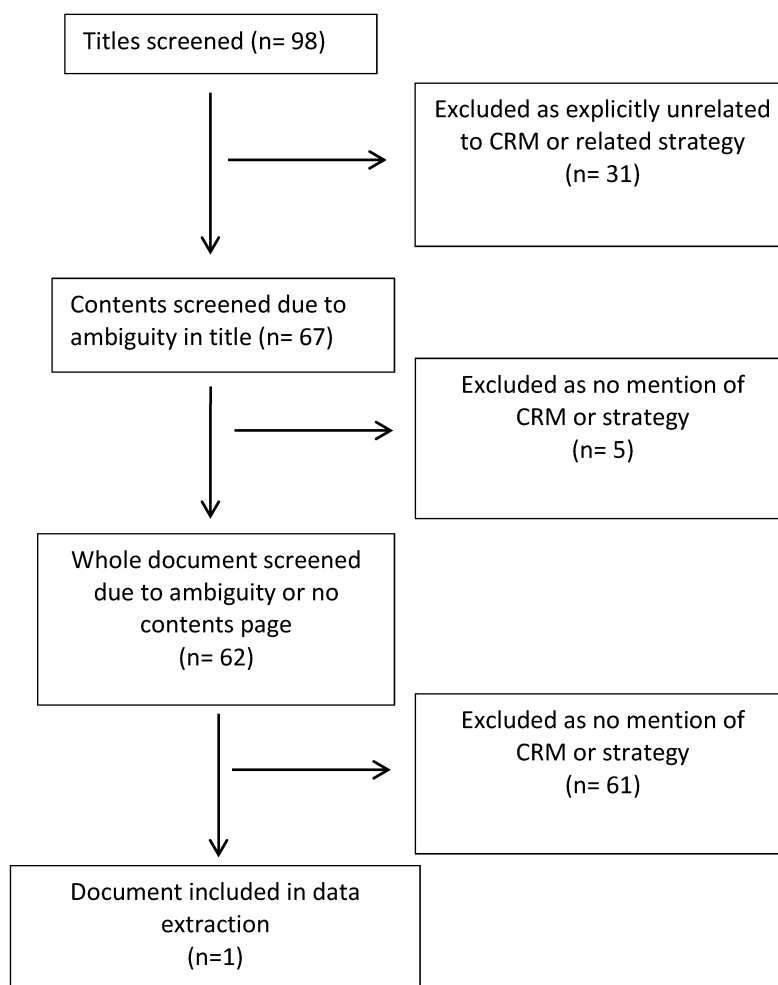 Titles screened (n= 98)
Excluded as explicitly unrelated
to CRM or related strategy
(n= 31)
Contents screened due to
ambiguity in title (n= 67)
Excluded as no mention of
CRM or strategy
(n= 5)
Whole document screened
due to ambiguity or no
contents page
(n= 62)
Excluded as no mention of
CRM or strategy
(n= 61)
Document included in data
extraction
(n=1)